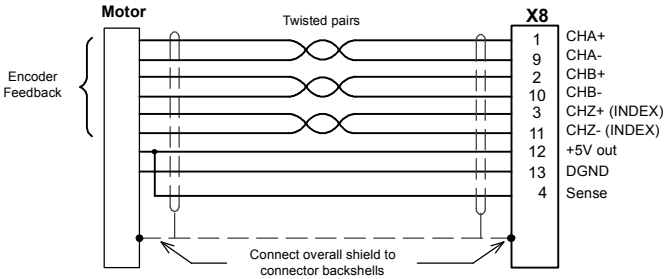 Motor
Twisted pairs
X8
Encoder
Feedback
1 CHA+
9 CHA-
2 CHB+
10 CHB-
3 CHZ+ (INDEX)
11 CHZ- (INDEX)
12 +5V out
13 DGND
4 Sense
Connect overall shield to
connector backshells